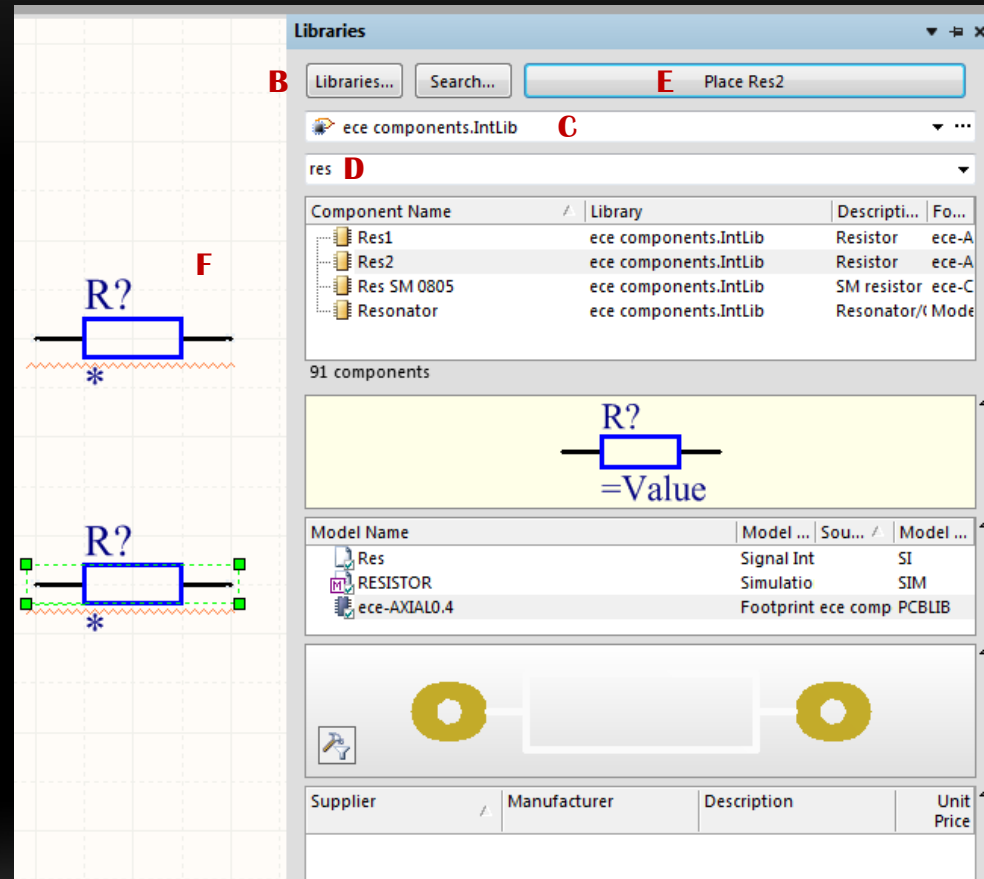 Libraries
B Libraries... Search... E Place Res2
ece components.IntLib C ...
res D
Component Name Library Descripti... Fo...
Res1 ece components.IntLib Resistor ece-A
Res2 ece components.IntLib Resistor ece-A
Res SM 0805 ece components.IntLib SM resistor ece-C
Resonator ece components.IntLib Resonator/( Mode
91 components
F
R?
*
R?
*
R?
=Value
Model Name Model ... Sou... Model ...
Res Signal Int SI
RESISTOR Simulatio SIM
ece-AXIAL0.4 Footprint ece comp PCBLIB
Supplier Manufacturer Description Unit
Price